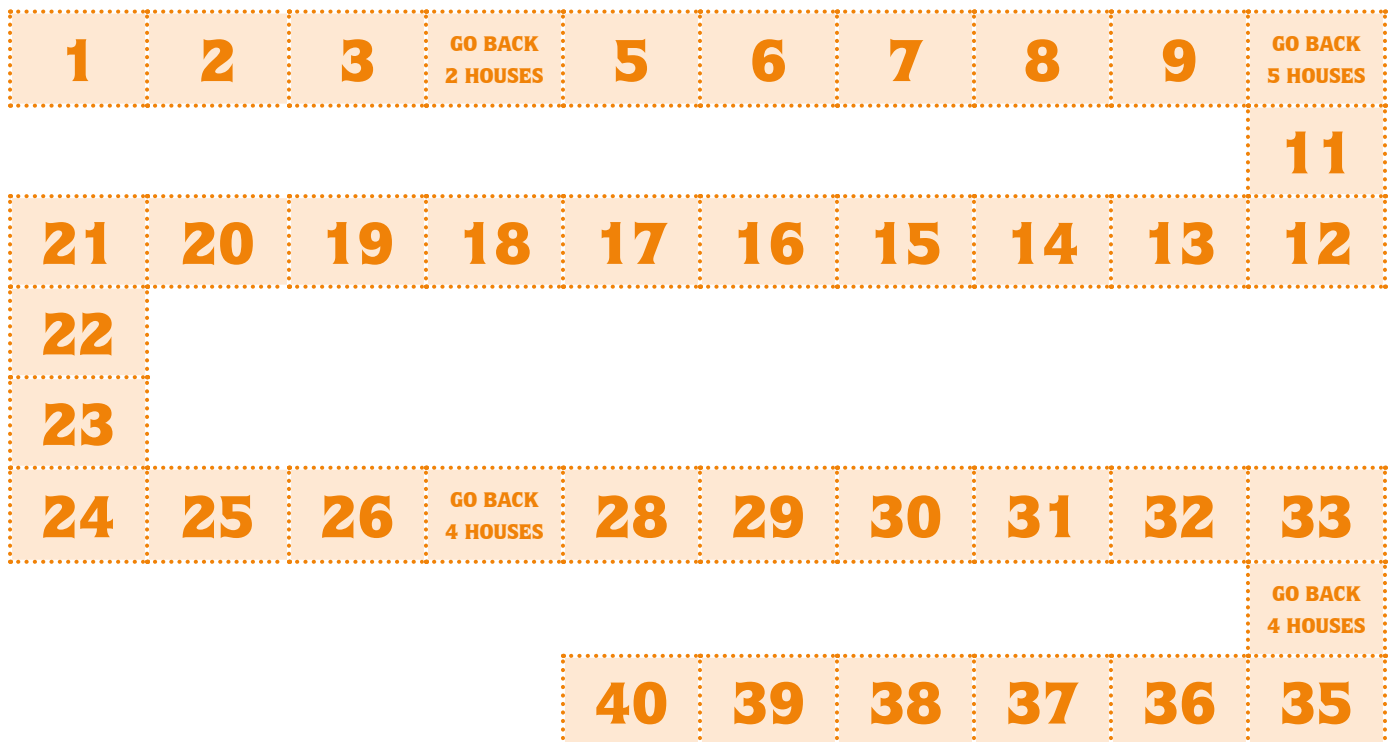 1 2 3 GO BACK 5 6 7 8 9 GO BACK
2 HOUSES 5 HOUSES
11
21 20 19 18 17 16 15 14 13 12
22
23
24 25 26 GO BACK 28 29 30 31 32 33
4 HOUSES
GO BACK
4 HOUSES
40 39 38 37 36 35